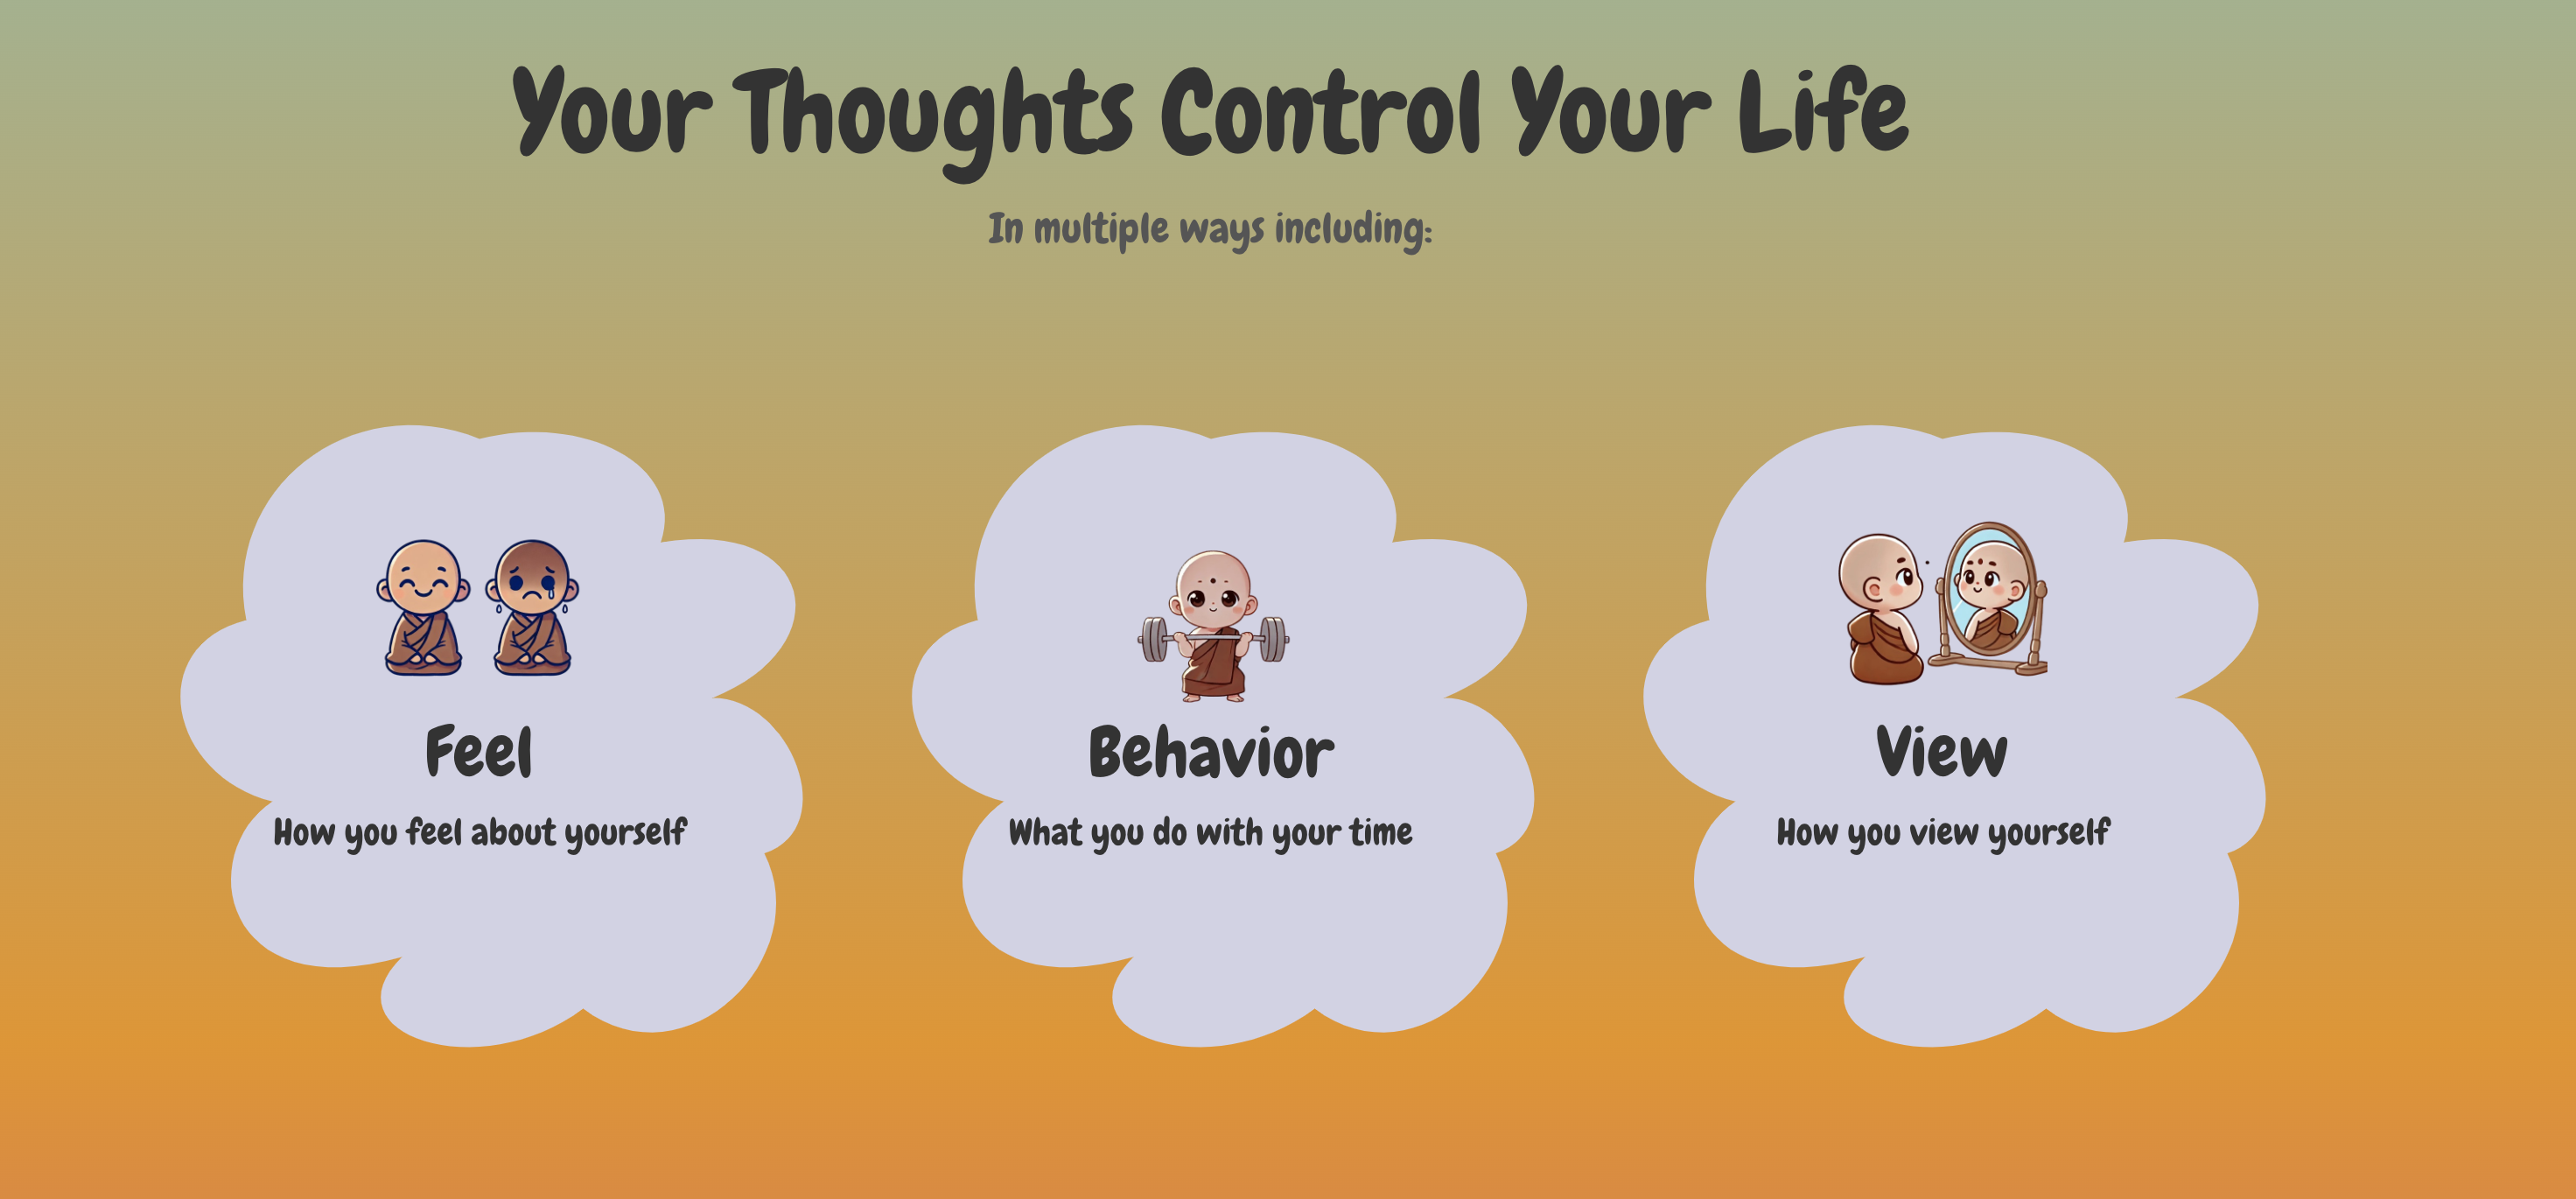 Your Thoughts Control Your Life
In multiple ways including:
Feel
How you feel about yourself
Behavior
What you do with your time
View
How you view yourself